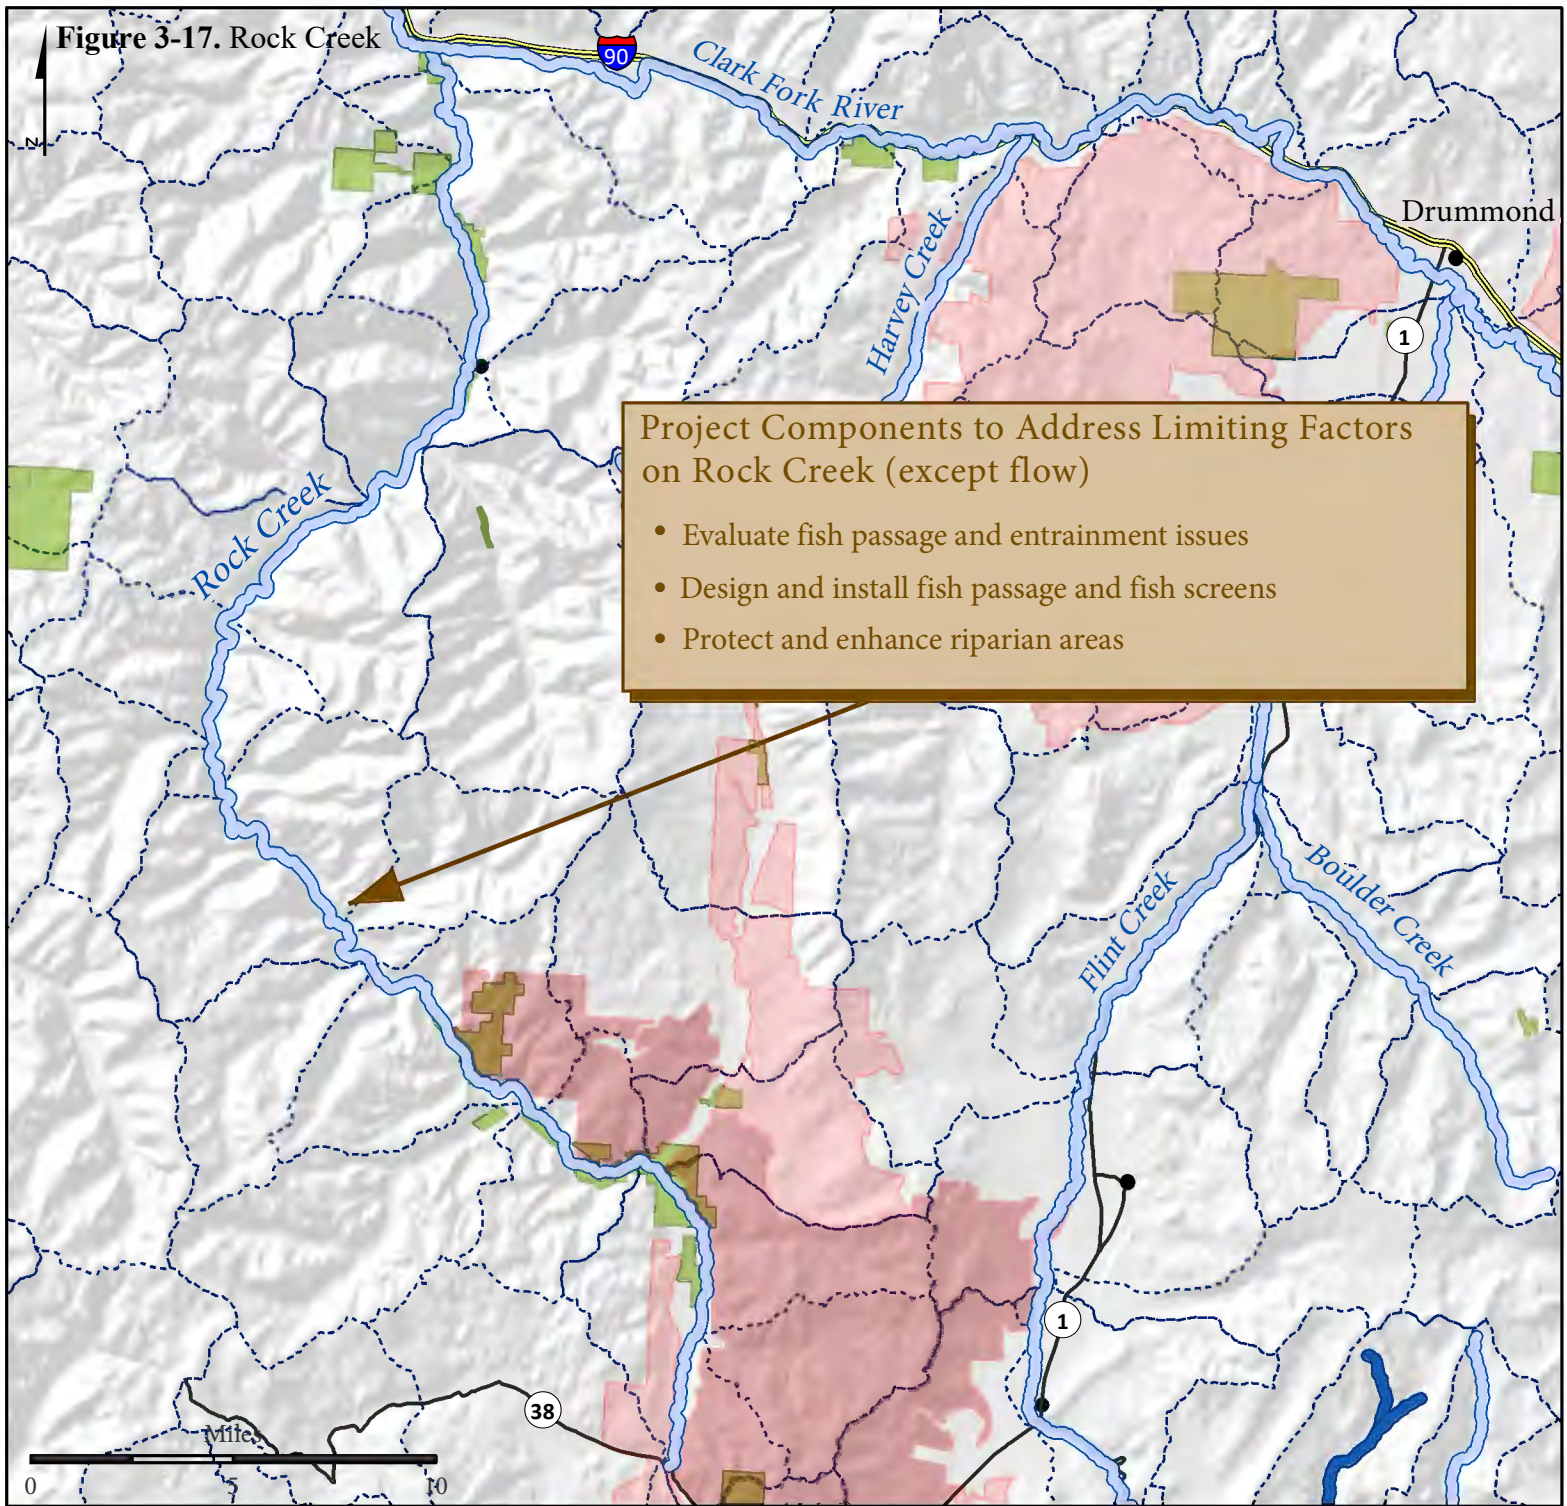 Figure 3-17. Rock Creek
N
90
Clark Fork River
Drummond
Harvey Creek
1
Project Components to Address Limiting Factors
on Rock Creek (except flow)
• Evaluate fish passage and entrainment issues
• Design and install fish passage and fish screens
• Protect and enhance riparian areas
Rock Creek
Flint Creek
Boulder Creek
1
38
Miles
0 5 10